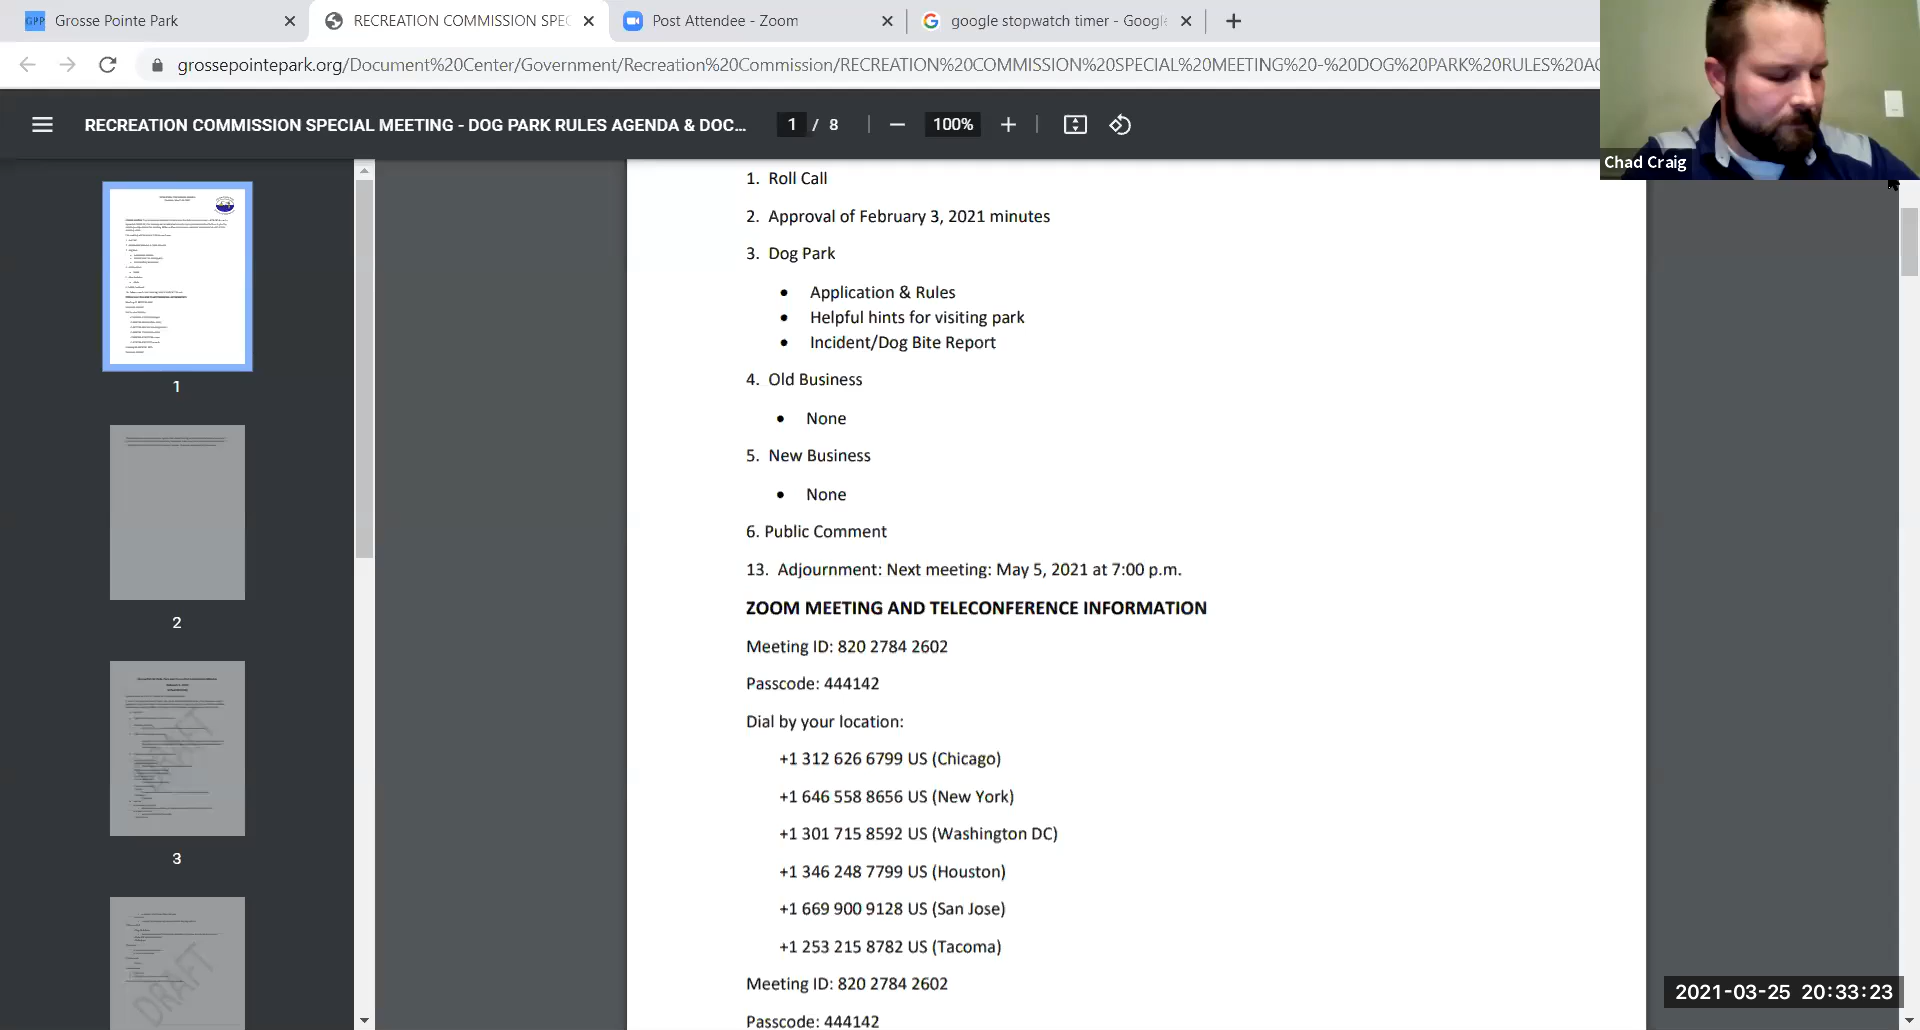 GPP Grosse Pointe Park
RECREATION COMMISSION SPEC
Post Attendee - Zoom
google stopwatch timer - Googl
grossepointepark.org/Document%20Center/Government/Recreation%20Commission/RECREATION%20COMMISSION%20SPECIAL%20MEETING%20-%20DOG%20PARK%20RULES%20AG
RECREATION COMMISSION SPECIAL MEETING - DOG PARK RULES AGENDA & DOC...
1 / 8
100%
Chad Craig
1
2
3
DRAFT
DRAFT
1. Roll Call
2. Approval of February 3, 2021 minutes
3. Dog Park
• Application & Rules
• Helpful hints for visiting park
• Incident/Dog Bite Report
4. Old Business
• None
5. New Business
• None
6. Public Comment
13. Adjournment: Next meeting: May 5, 2021 at 7:00 p.m.
ZOOM MEETING AND TELECONFERENCE INFORMATION
Meeting ID: 820 2784 2602
Passcode: 444142
Dial by your location:
+1 312 626 6799 US (Chicago)
+1 646 558 8656 US (New York)
+1 301 715 8592 US (Washington DC)
+1 346 248 7799 US (Houston)
+1 669 900 9128 US (San Jose)
+1 253 215 8782 US (Tacoma)
Meeting ID: 820 2784 2602
Passcode: 444142
2021-03-25 20:33:23